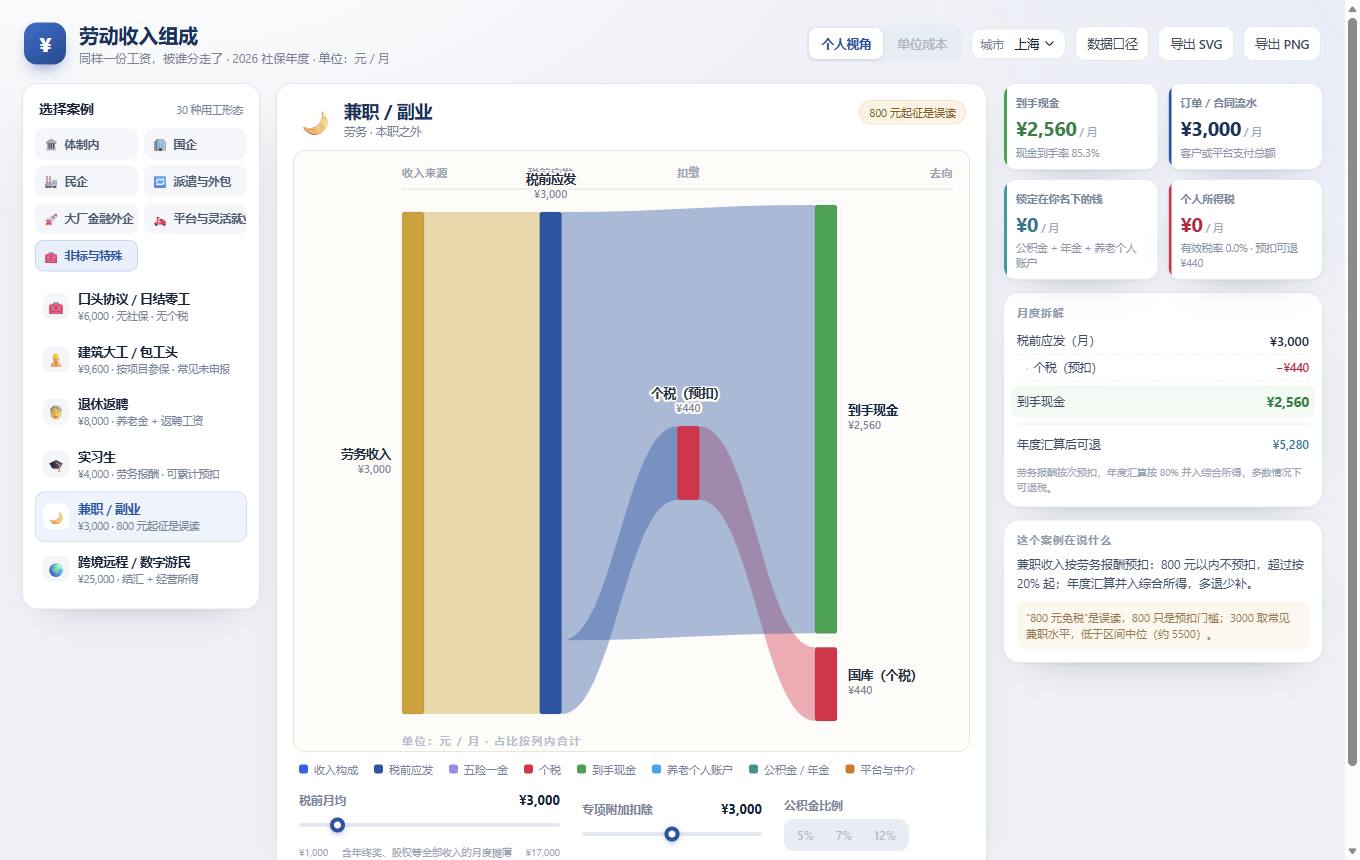 ¥
劳动收入组成
同样一份工资，被谁分走了 · 2026 社保年度 · 单位：元 / 月
个人视角
单位成本
城市
上海
数据口径
导出 SVG
导出 PNG
选择案例
30 种用工形态
体制内
国企
民企
派遣与外包
大厂金融外企
平台与灵活就业
非标与特殊
口头协议 / 日结零工
¥6,000 · 无社保 · 无个税
建筑大工 / 包工头
¥9,600 · 按项目参保 · 常见未申报
退休返聘
¥8,000 · 养老金 + 返聘工资
实习生
¥4,000 · 劳务报酬 · 可累计预扣
兼职 / 副业
¥3,000 · 800 元起征是误读
跨境远程 / 数字游民
¥25,000 · 结汇 + 经营所得
兼职 / 副业
劳务 · 本职之外
800 元起征是误读
收入来源
税前应发
扣缴
去向
税前应发
¥3,000
劳务收入
¥3,000
个税（预扣）
¥440
到手现金
¥2,560
国库（个税）
¥440
单位：元 / 月 · 占比按列内合计
收入构成
税前应发
五险一金
个税
到手现金
养老个人账户
公积金 / 年金
平台与中介
税前月均
¥3,000
¥1,000
含年终奖、股权等全部收入的月度摊薄
¥17,000
专项附加扣除
¥3,000
公积金比例
5%
7%
12%
到手现金
¥2,560 / 月
现金到手率 85.3%
订单 / 合同流水
¥3,000 / 月
客户或平台支付总额
锁定在你名下的钱
¥0 / 月
公积金 + 年金 + 养老个人
账户
个人所得税
¥0 / 月
有效税率 0.0% · 预扣可退
¥440
月度拆解
税前应发（月）
¥3,000
· 个税（预扣）
−¥440
到手现金
¥2,560
年度汇算后可退
¥5,280
劳务报酬按次预扣，年度汇算按 80% 并入综合所得，多数情况下
可退税。
这个案例在说什么
兼职收入按劳务报酬预扣：800 元以内不预扣，超过按
20% 起；年度汇算并入综合所得，多退少补。
“800 元免税”是误读，800 只是预扣门槛；3000 取常见
兼职水平，低于区间中位（约 5500）。